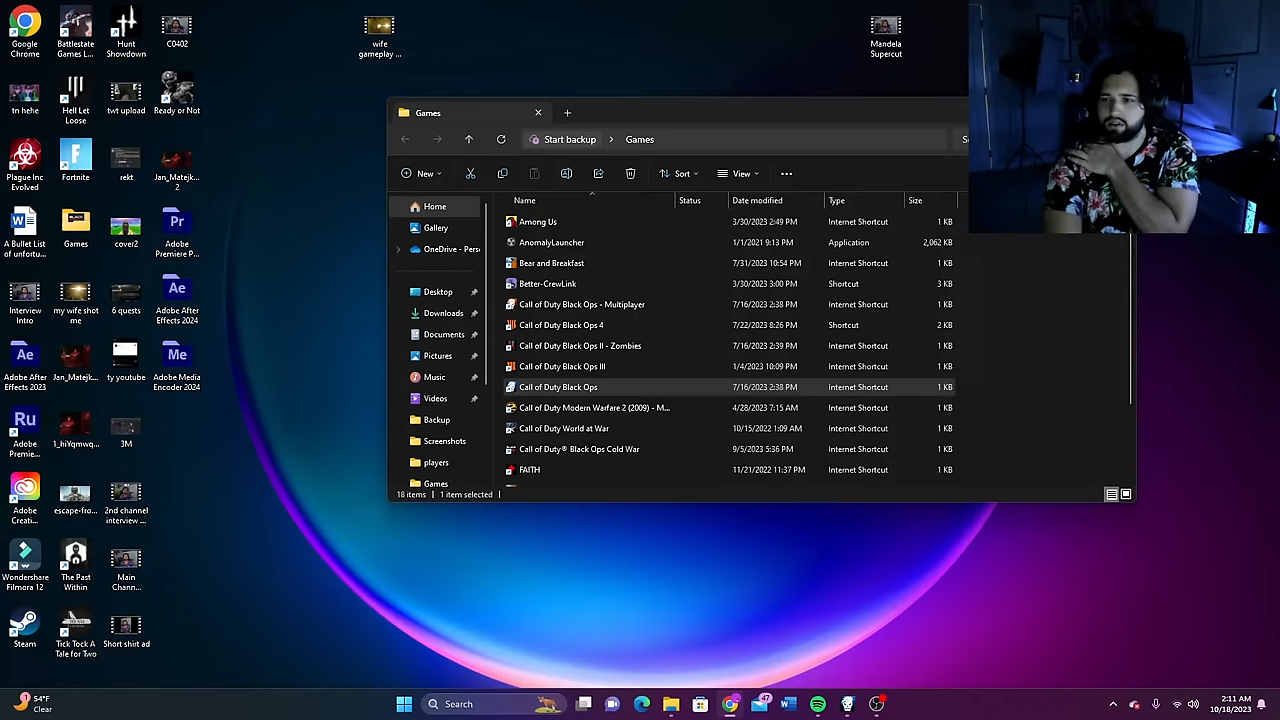 Google
Chrome
Battlestate
Games L...
Hunt
Showdown
C0402
wife
gameplay ...
Mandela
Supercut
tn hehe
Hell Let
Loose
twt upload
Ready or Not
Plague Inc
Evolved
Fortnite
rekt
Jan_Matejk...
2
A Bullet List
of unfortu...
Games
cover2
Adobe
Premiere P...
Interview
Intro
my wife shot
me
6 quests
Adobe After
Effects 2024
Adobe After
Effects 2023
Jan_Matejk...
ty youtube
Adobe Media
Encoder 2024
Adobe
Premie...
1_hiYqmwq...
3M
Adobe
Creati...
escape-fro...
2nd channel
interview ...
Wondershare
Filmora 12
The Past
Within
Main
Chann...
Steam
Tick Tock A
Tale for Two
Short shirt ad
Games
Start backup > Games
New
Sort
View
Name Status Date modified Type Size
Home
Gallery
OneDrive - Pers
Desktop
Downloads
Documents
Pictures
Music
Videos
Backup
Screenshots
players
Games
Among Us 3/30/2023 2:49 PM Internet Shortcut 1 KB
AnomalyLauncher 1/1/2021 9:13 PM Application 2,062 KB
Bear and Breakfast 7/31/2023 10:54 PM Internet Shortcut 1 KB
Better-CrewLink 3/30/2023 3:00 PM Shortcut 3 KB
Call of Duty Black Ops - Multiplayer 7/16/2023 2:38 PM Internet Shortcut 1 KB
Call of Duty Black Ops 4 7/22/2023 8:26 PM Shortcut 2 KB
Call of Duty Black Ops II - Zombies 7/16/2023 2:39 PM Internet Shortcut 1 KB
Call of Duty Black Ops III 1/4/2023 10:09 PM Internet Shortcut 1 KB
Call of Duty Black Ops 7/16/2023 2:38 PM Internet Shortcut 1 KB
Call of Duty Modern Warfare 2 (2009) - M... 4/28/2023 7:15 AM Internet Shortcut 1 KB
Call of Duty World at War 10/15/2022 1:09 AM Internet Shortcut 1 KB
Call of Duty® Black Ops Cold War 9/5/2023 5:36 PM Internet Shortcut 1 KB
FAITH 11/21/2022 11:37 PM Internet Shortcut 1 KB
18 items 1 item selected
1
54°F
Clear
Search
47
2:11 AM
10/18/2023